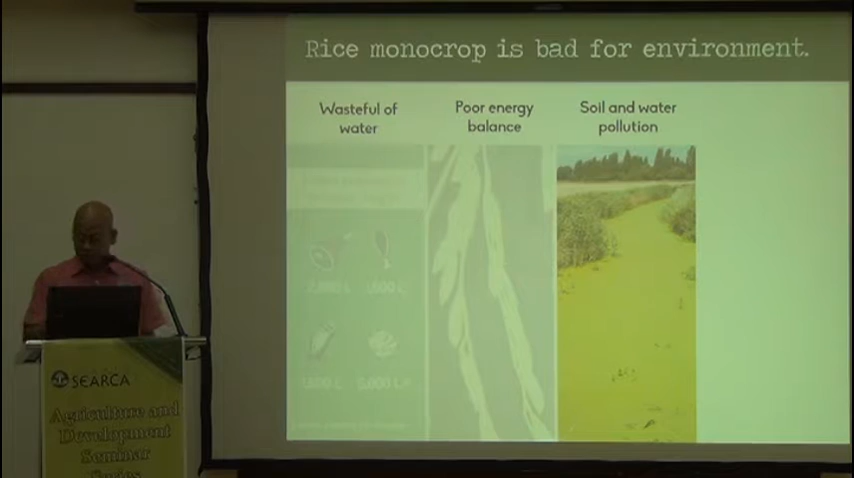 Rice monocrop is bad for environment.
Wasteful of
water
Poor energy
balance
Soil and water
pollution
SEARCA
Agriculture and
Development
Seminar
Series